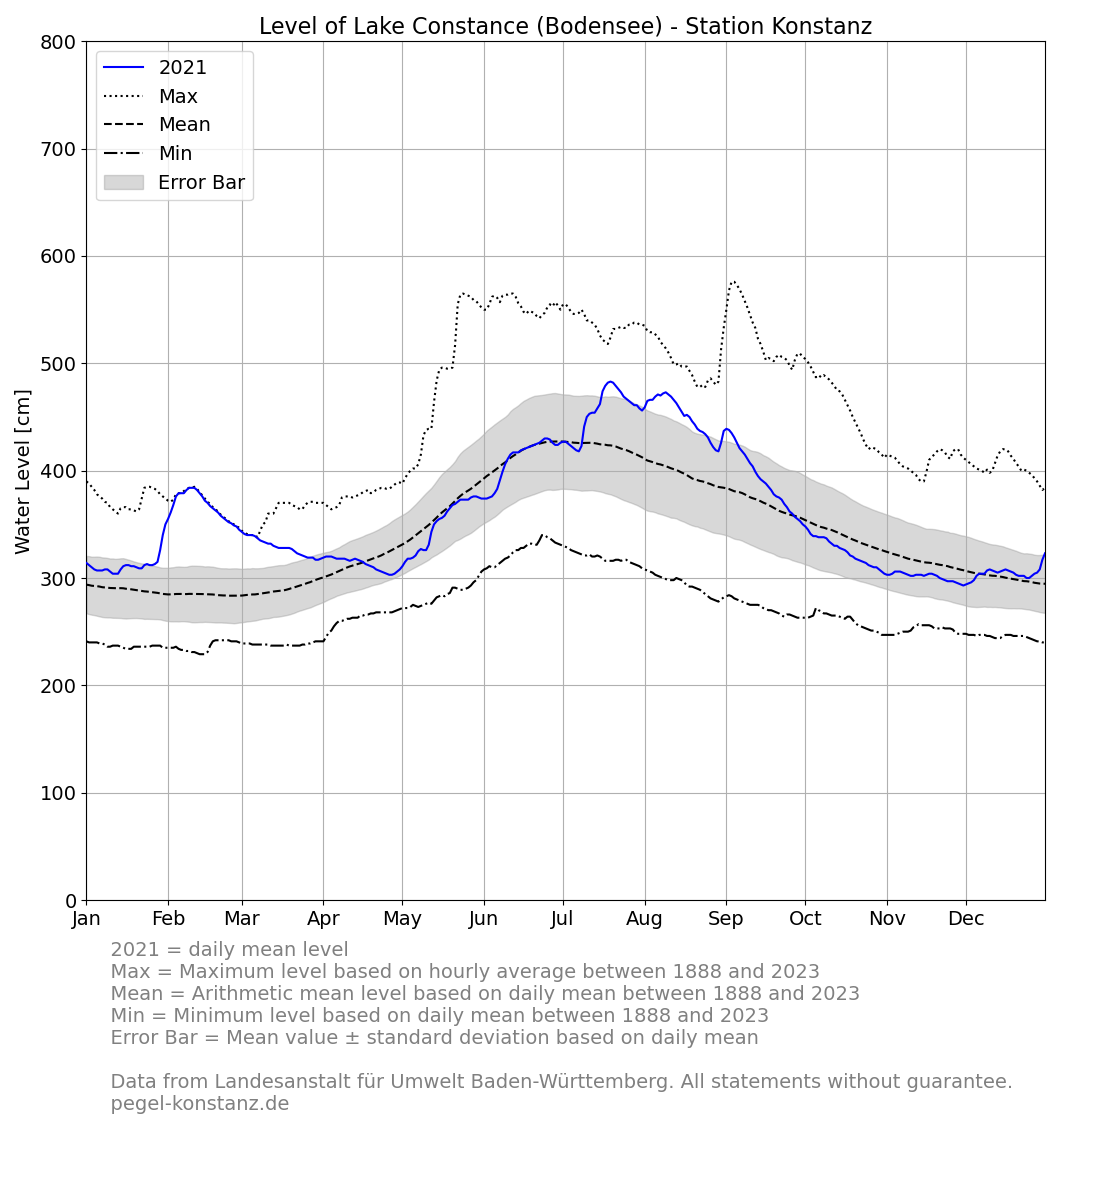 Level of Lake Constance (Bodensee) - Station Konstanz
800
700
600
500
400
300
200
100
0
Water Level [cm]
2021
Max
Mean
Min
Error Bar
Jan Feb Mar Apr May Jun Jul Aug Sep Oct Nov Dec
2021 = daily mean level
Max = Maximum level based on hourly average between 1888 and 2023
Mean = Arithmetic mean level based on daily mean between 1888 and 2023
Min = Minimum level based on daily mean between 1888 and 2023
Error Bar = Mean value ± standard deviation based on daily mean
Data from Landesanstalt für Umwelt Baden-Württemberg. All statements without guarantee.
pegel-konstanz.de